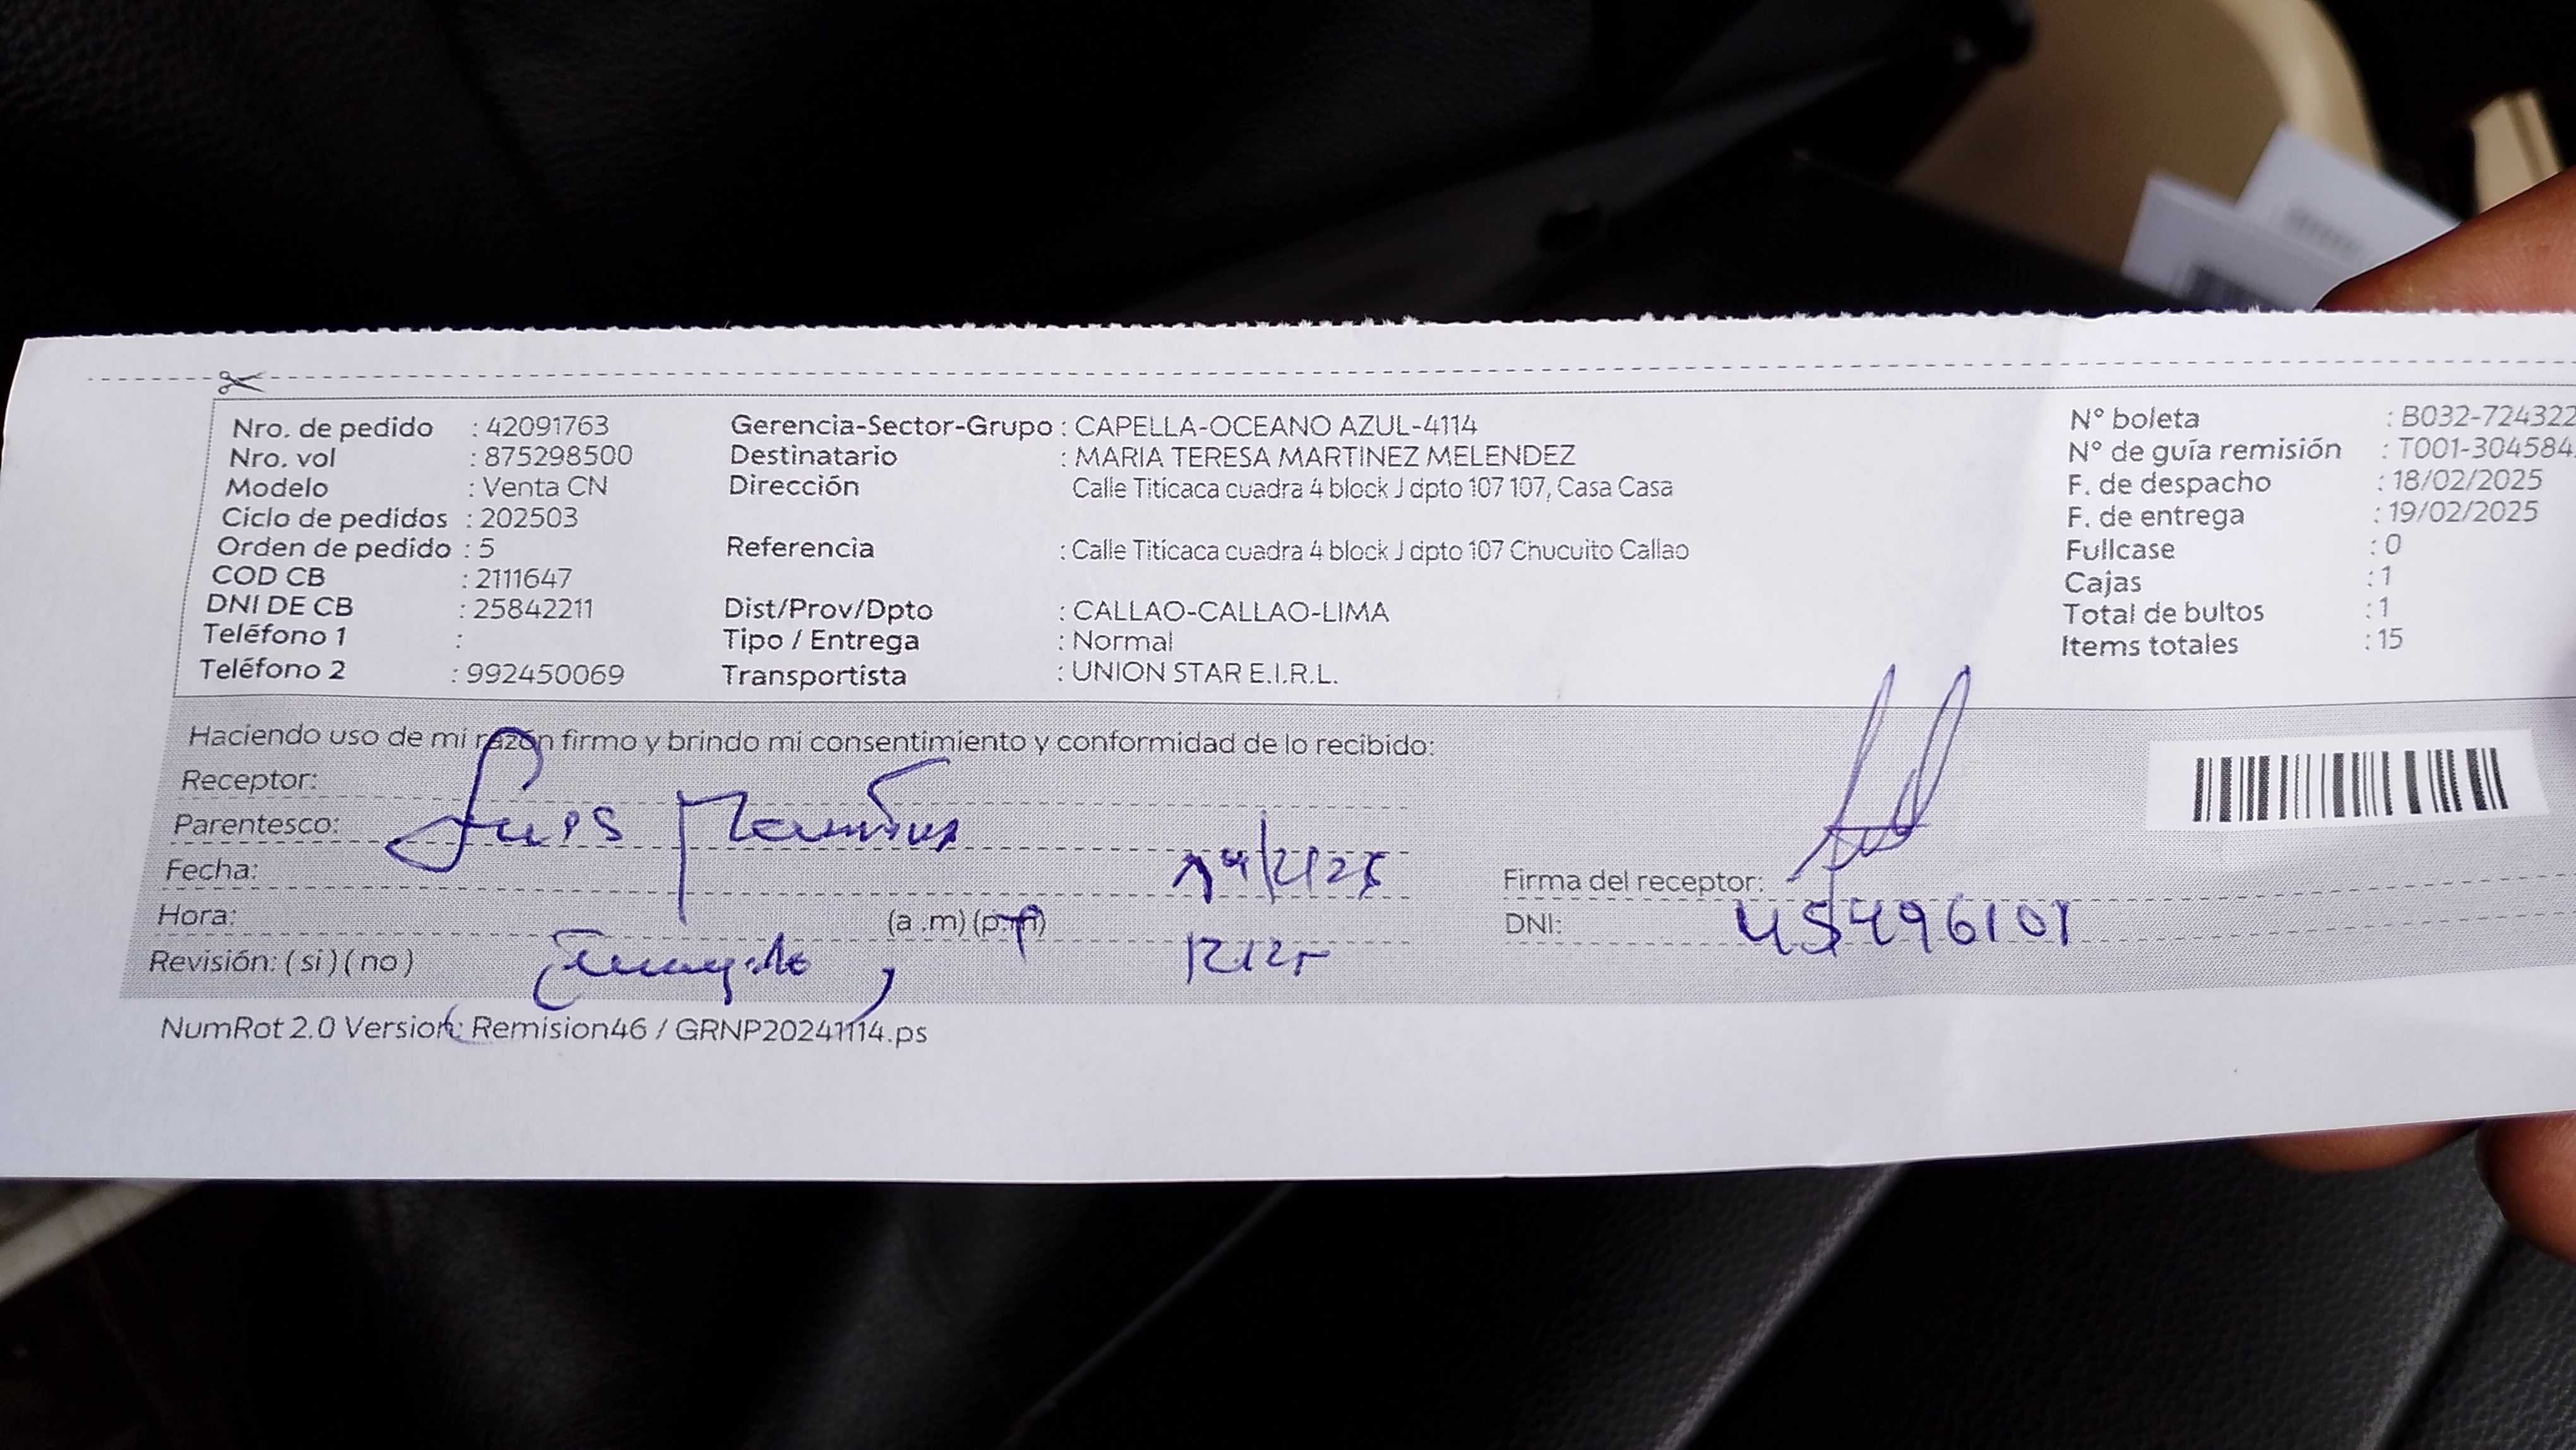 Nro. de pedido : 42091763 Gerencia-Sector-Grupo : CAPELLA-OCEANO AZUL-4114 N° boleta : B032-724322
Nro. vol : 875298500 Destinatario : MARIA TERESA MARTINEZ MELENDEZ N° de guía remisión : T001-304584
Modelo : Venta CN Dirección Calle Titicaca cuadra 4 block J dpto 107 107, Casa Casa F. de despacho : 18/02/2025
Ciclo de pedidos : 202503 F. de entrega : 19/02/2025
Orden de pedido : 5 Referencia : Calle Titicaca cuadra 4 block J dpto 107 Chucuito Callao Fullcase : 0
COD CB : 2111647 Cajas : 1
DNI DE CB : 25842211 Dist/Prov/Dpto : CALLAO-CALLAO-LIMA Total de bultos : 1
Teléfono 1 : Tipo / Entrega : Normal Items totales : 15
Teléfono 2 : 992450069 Transportista : UNION STAR E.I.R.L.
Haciendo uso de mi razón firmo y brindo mi consentimiento y conformidad de lo recibido:
Receptor:
Parentesco: Luis
Fecha: Firma del receptor:
Hora: (a .m) (p.m) DNI: 45496101
Revisión: ( si ) ( no )
NumRot 2.0 Version: Remision46 / GRNP20241114.ps